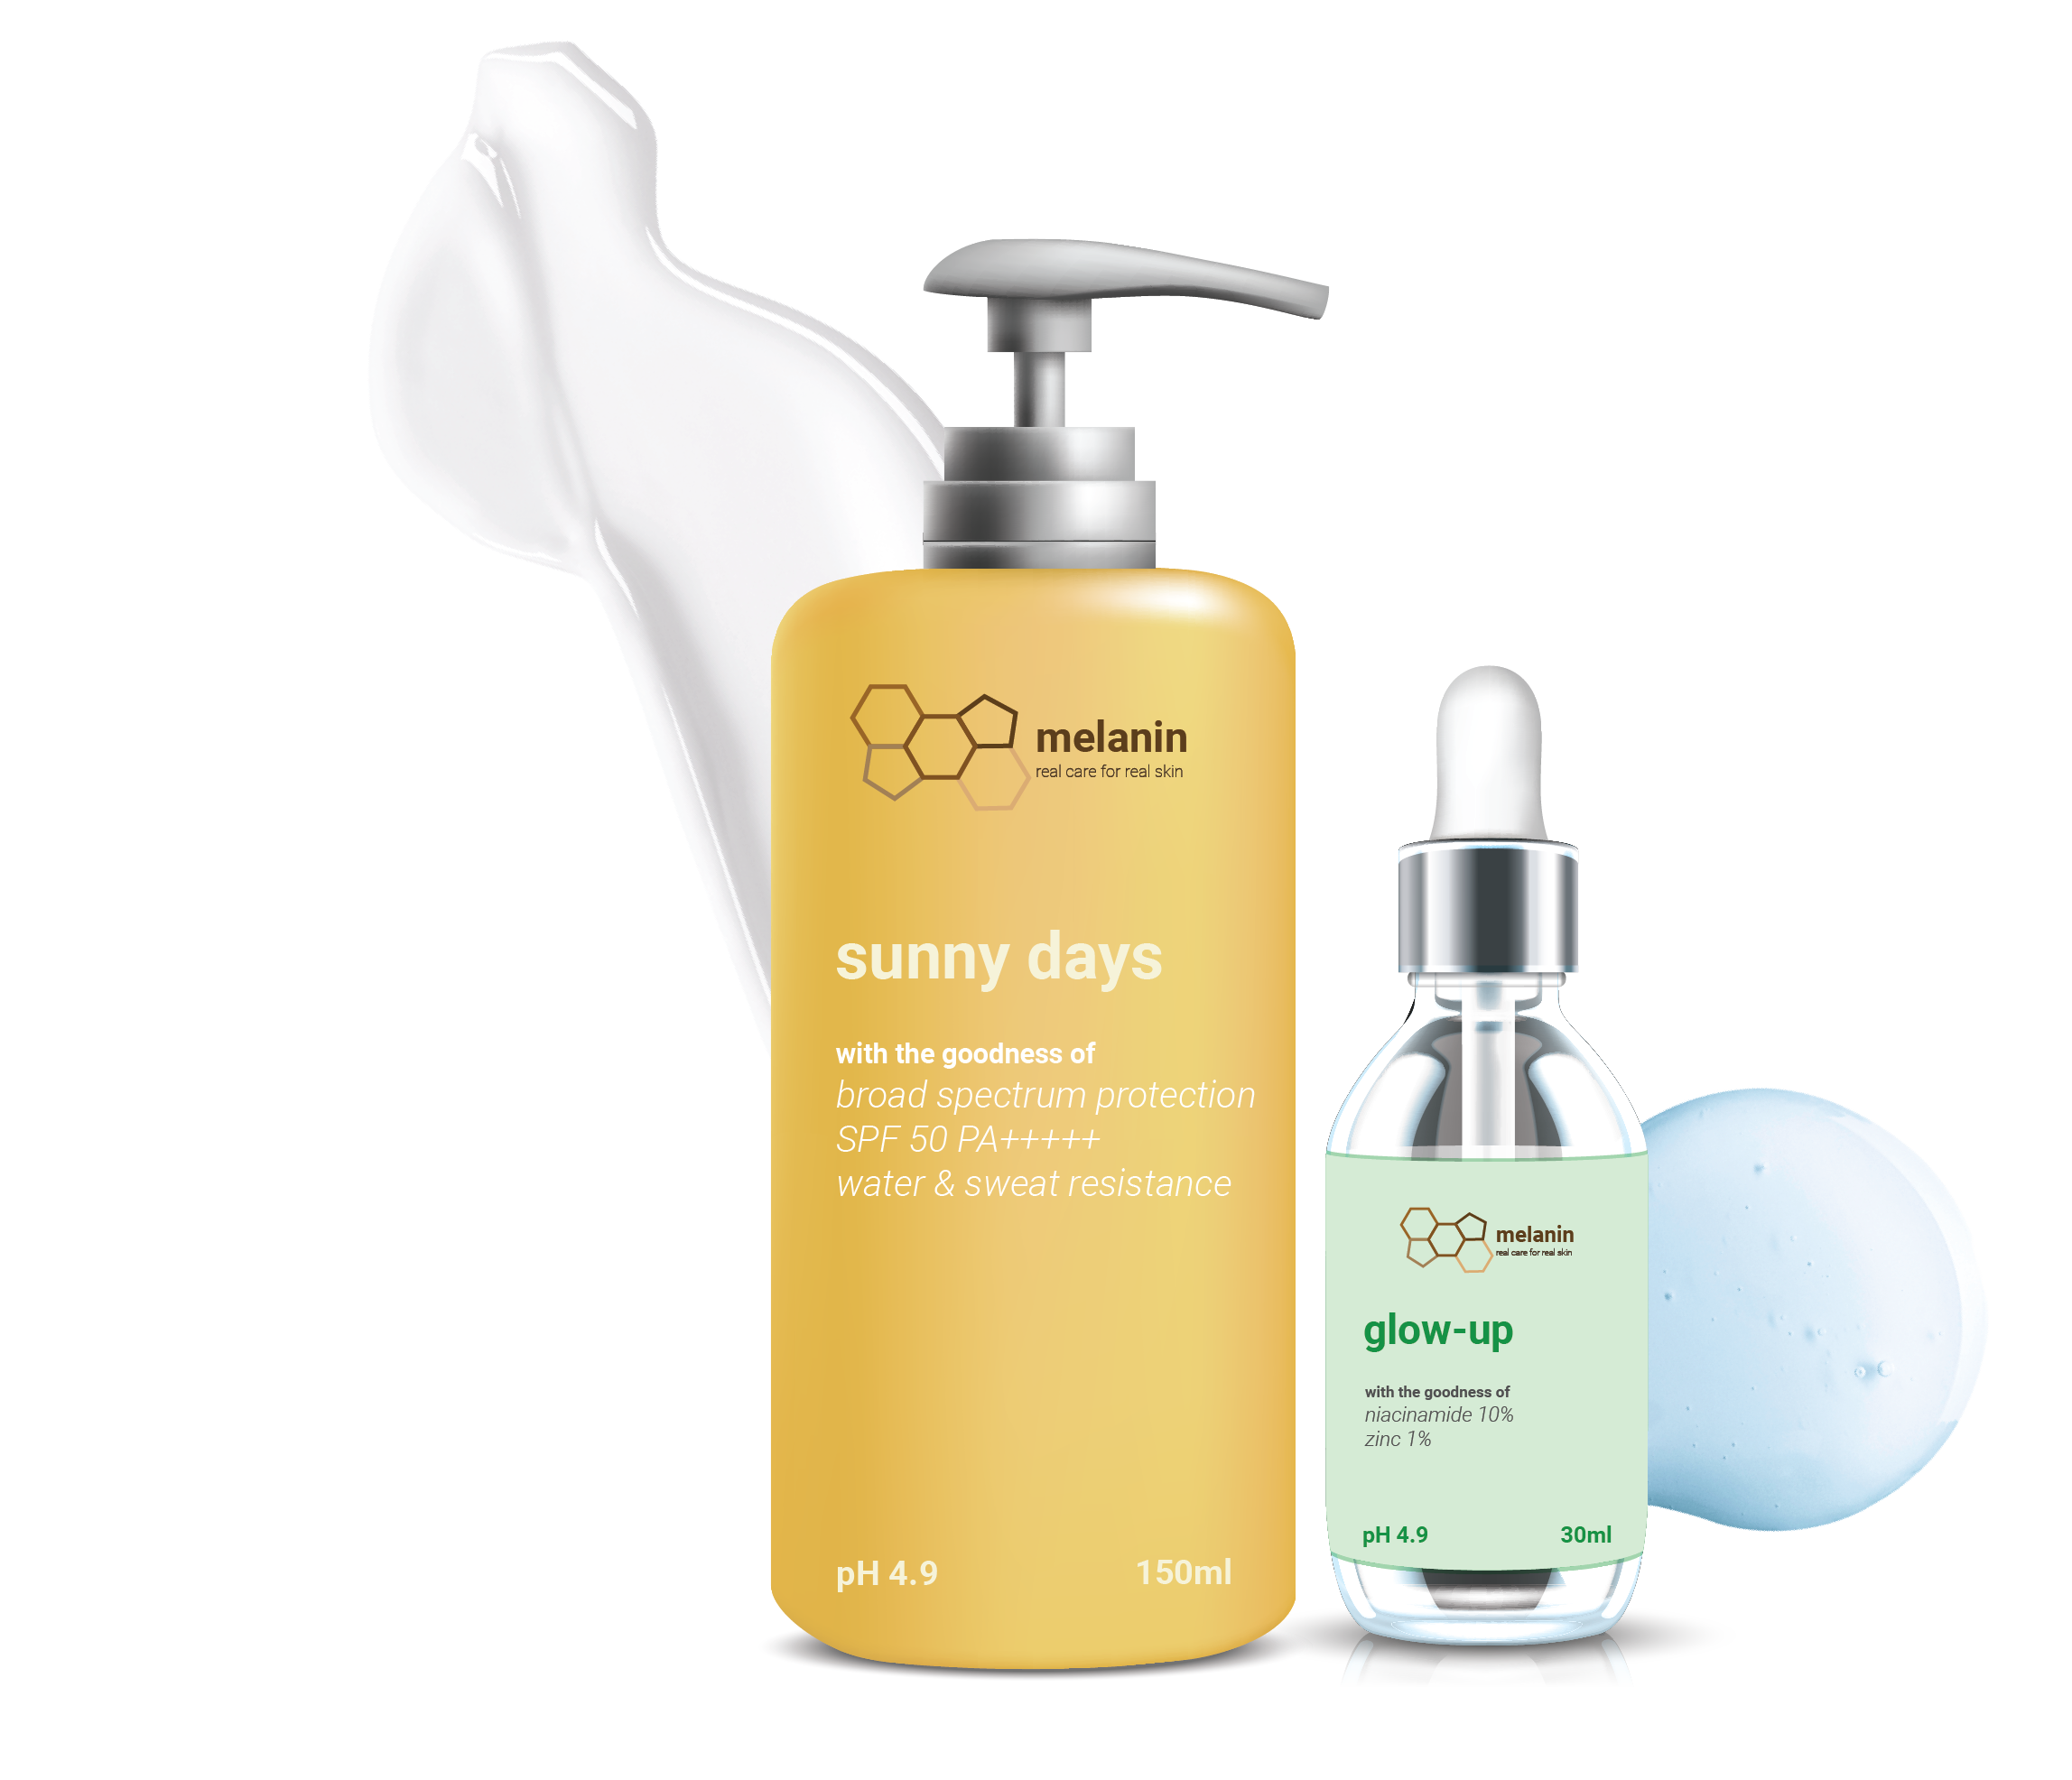 melanin
real care for real skin
sunny days
with the goodness of
broad spectrum protection
SPF 50 PA+++++
water & sweat resistance
pH 4.9
150ml
melanin
real care for real skin
glow-up
with the goodness of
niacinamide 10%
zinc 1%
pH 4.9
30ml